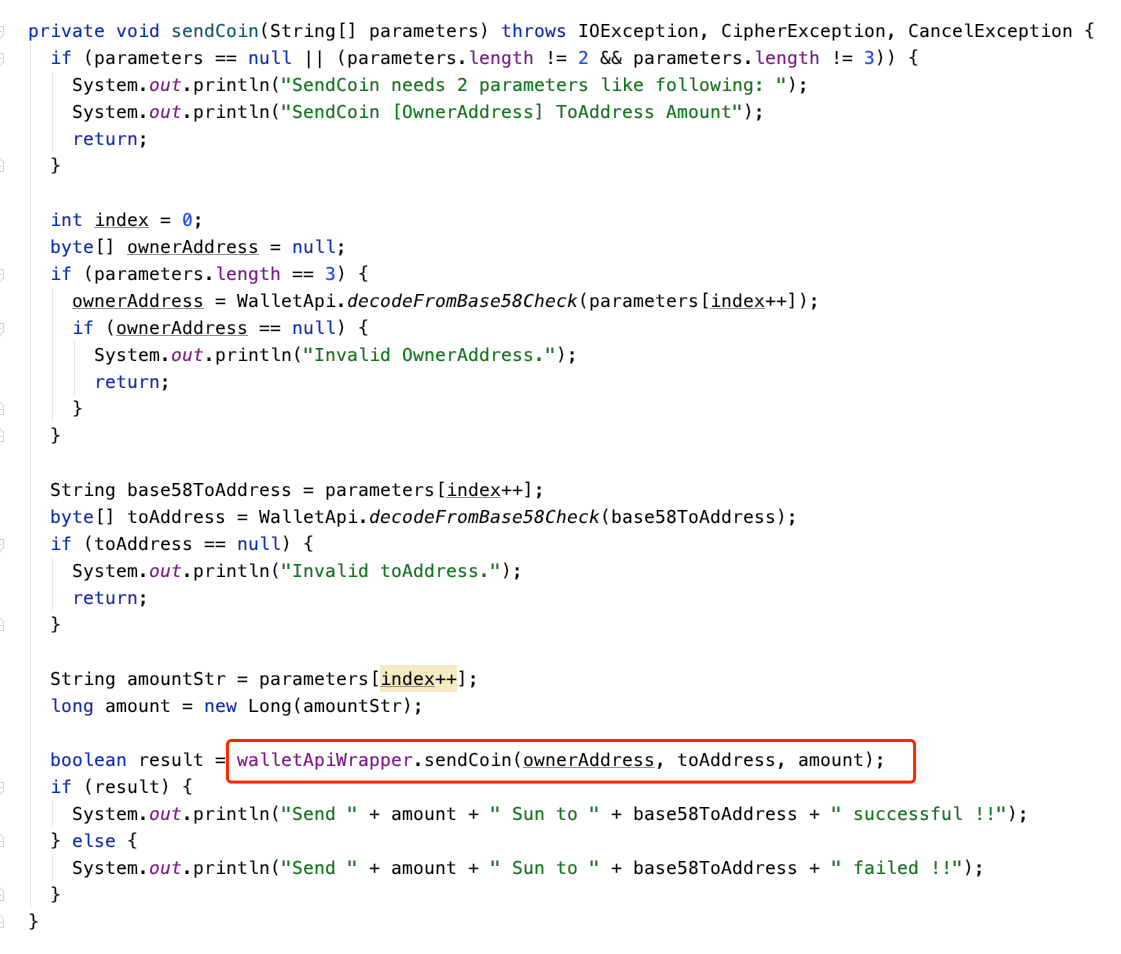 private void sendCoin(String[] parameters) throws IOException, CipherException, CancelException {
if (parameters == null || (parameters.length != 2 && parameters.length != 3)) {
System.out.println("SendCoin needs 2 parameters like following: ");
System.out.println("SendCoin [OwnerAddress] ToAddress Amount");
return;
}
int index = 0;
byte[] ownerAddress = null;
if (parameters.length == 3) {
ownerAddress = WalletApi.decodeFromBase58Check(parameters[index++]);
if (ownerAddress == null) {
System.out.println("Invalid OwnerAddress.");
return;
}
}
String base58ToAddress = parameters[index++];
byte[] toAddress = WalletApi.decodeFromBase58Check(base58ToAddress);
if (toAddress == null) {
System.out.println("Invalid toAddress.");
return;
}
String amountStr = parameters[index++];
long amount = new Long(amountStr);
boolean result = walletApiWrapper.sendCoin(ownerAddress, toAddress, amount);
if (result) {
System.out.println("Send " + amount + " Sun to " + base58ToAddress + " successful !!");
} else {
System.out.println("Send " + amount + " Sun to " + base58ToAddress + " failed !!");
}
}